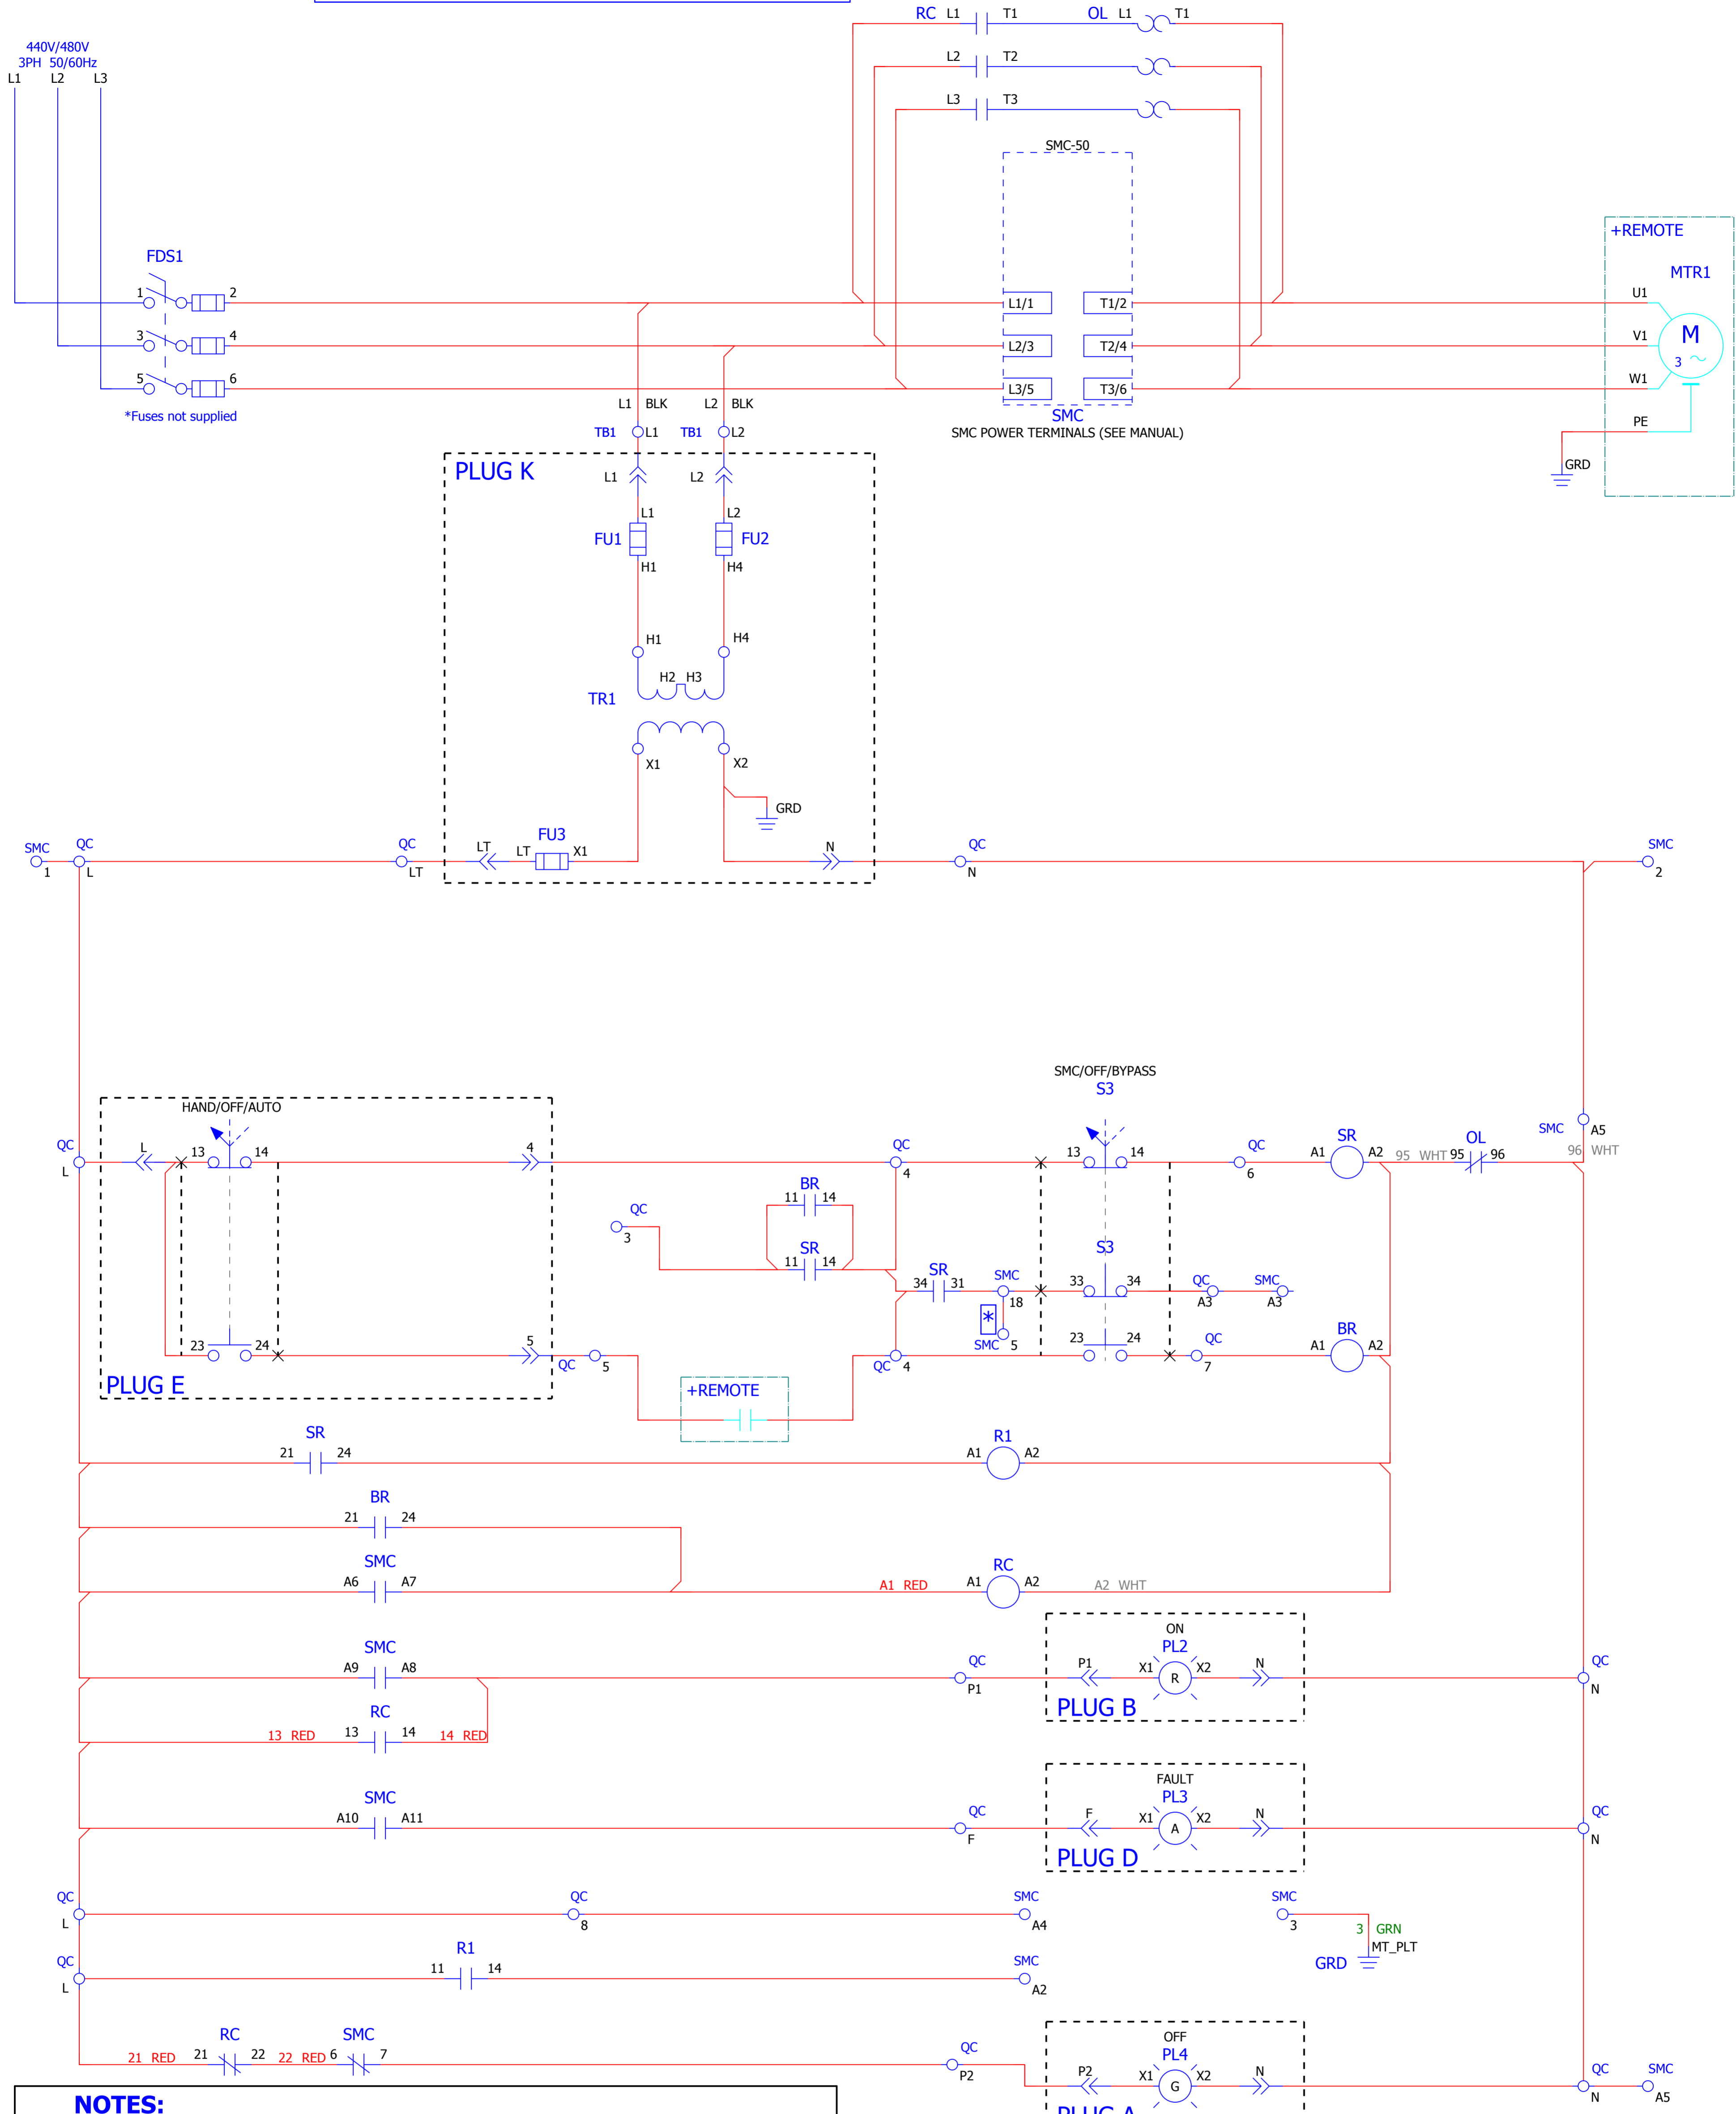 RC L1 T1 OL L1 T1
440V/480V
3PH 50/60Hz
L1 L2 L3
L2 T2
L3 T3
SMC-50
+REMOTE
MTR1
FDS1
1 2
L1/1 T1/2
U1
3 4
L2/3 T2/4
V1
M
3
5 6
L3/5 T3/6
W1
*Fuses not supplied
L1 BLK L2 BLK
SMC
PE
TB1 L1 TB1 L2
SMC POWER TERMINALS (SEE MANUAL)
GRD
PLUG K
L1 L2
L1 L2
FU1 FU2
H1 H4
H1 H4
H2 H3
TR1
X1 X2
GRD
FU3
SMC QC QC LT LT X1 N QC SMC
1 L LT N 2
SMC/OFF/BYPASS
S3
HAND/OFF/AUTO
SMC A5
QC L 13 14 4 QC 13 14 QC SR OL
A1 A2 95 WHT 95 96 96 WHT
L 4 6
BR
11 14
QC
3
SR
11 14
S3
SR
34 31 SMC 33 34 QC SMC
18 A3 A3
*
SMC 5
23 24 5 23 24 QC BR
A1 A2
QC 5 QC 4 7
PLUG E
+REMOTE
SR
21 24
R1
A1 A2
BR
21 24
SMC
A6 A7
RC
A1 RED A1 A2 A2 WHT
ON
SMC PL2
A9 A8 QC P1 X1 R X2 N QC
P1 N
PLUG B
RC
13 RED 13 14 14 RED
FAULT
SMC PL3
A10 A11 QC F X1 A X2 N QC
F N
PLUG D
QC QC SMC SMC
L 8 A4 3
3 GRN
MT_PLT
GRD
R1
QC 11 14 SMC
L A2
OFF
RC SMC PL4
21 RED 21 22 22 RED 6 7 QC P2 X1 G X2 N QC SMC
P2 N A5
PLUG A
NOTES: